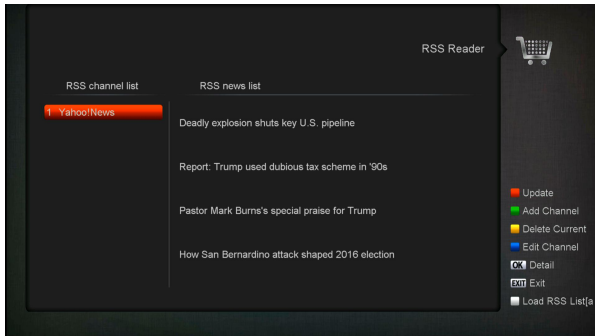 RSS Reader
RSS channel list
RSS news list
1 Yahoo!News
Deadly explosion shuts key U.S. pipeline
Report: Trump used dubious tax scheme in '90s
Pastor Mark Burns's special praise for Trump
How San Bernardino attack shaped 2016 election
Update
Add Channel
Delete Current
Edit Channel
OK Detail
EXIT Exit
Load RSS List[a